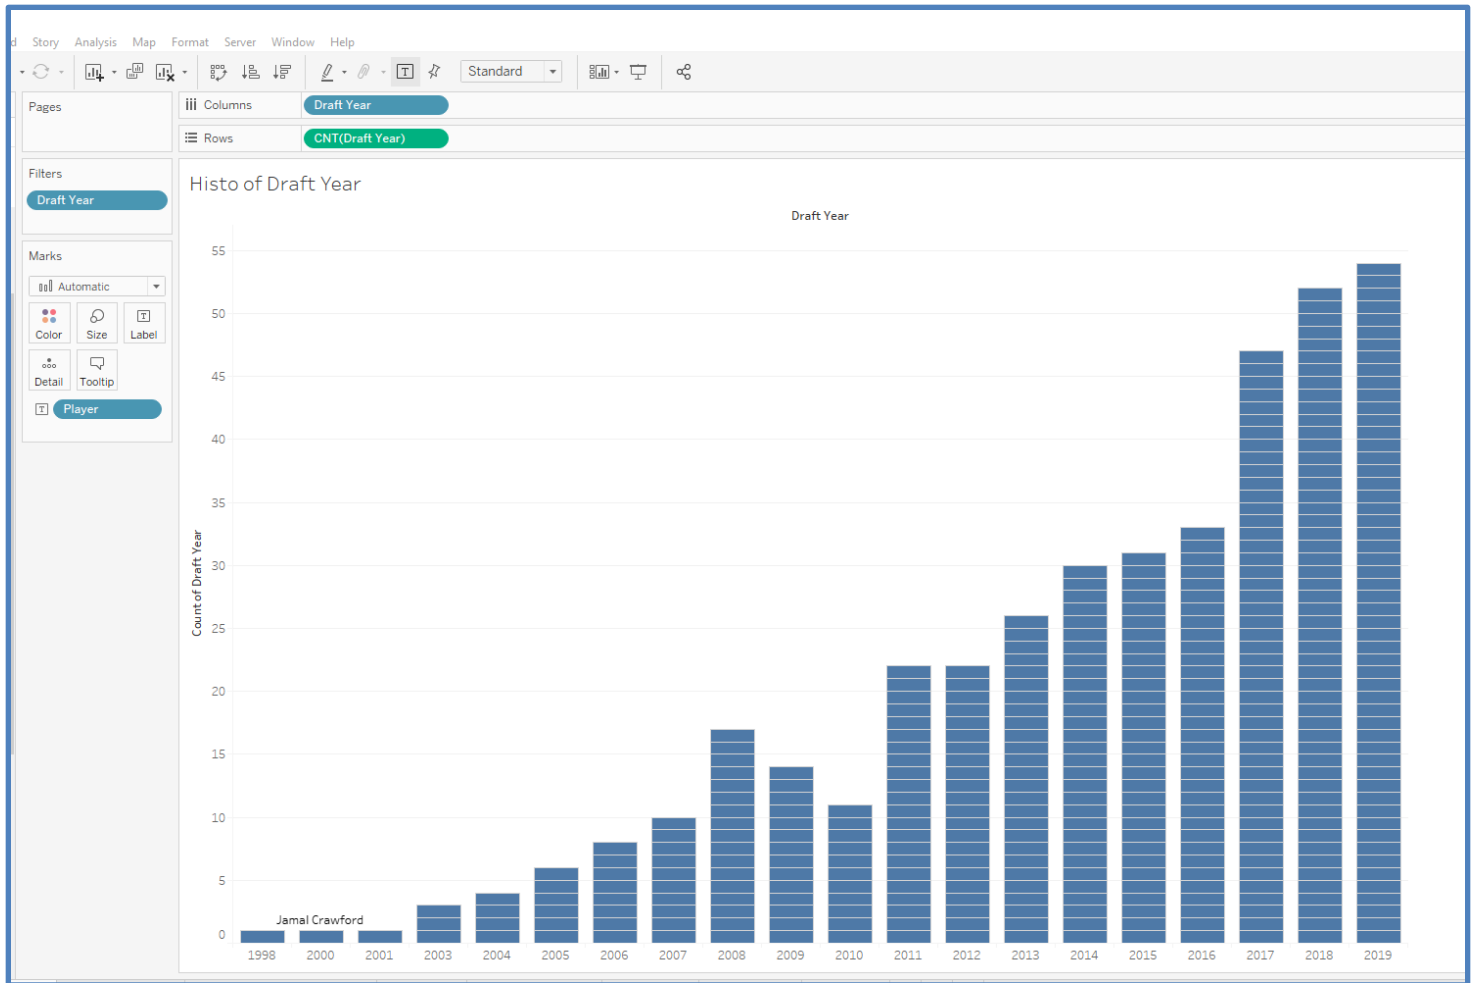 d Story Analysis Map Format Server Window Help
Standard
Pages
Columns Draft Year
Rows CNT(Draft Year)
Filters
Draft Year
Marks
Automatic
Color Size Label
Detail Tooltip
Player
Histo of Draft Year
Draft Year
55
50
45
40
35
30
25
20
15
10
5
0
Count of Draft Year
Jamal Crawford
1998 2000 2001 2003 2004 2005 2006 2007 2008 2009 2010 2011 2012 2013 2014 2015 2016 2017 2018 2019